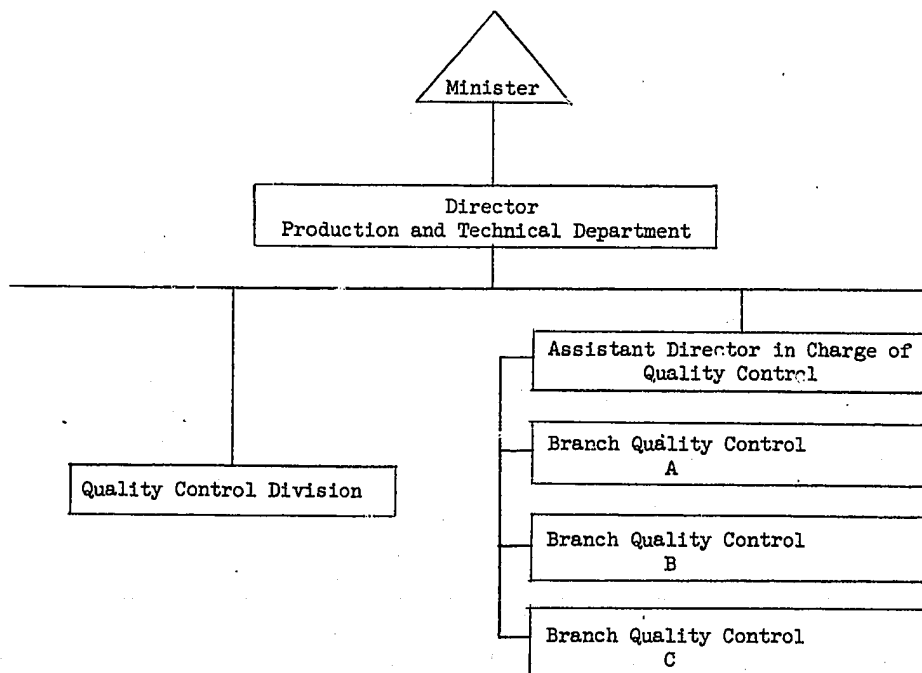 Minister
Director
Production and Technical Department
Assistant Director in Charge of
Quality Control
Branch Quality Control
A
Quality Control Division
Branch Quality Control
B
Branch Quality Control
C